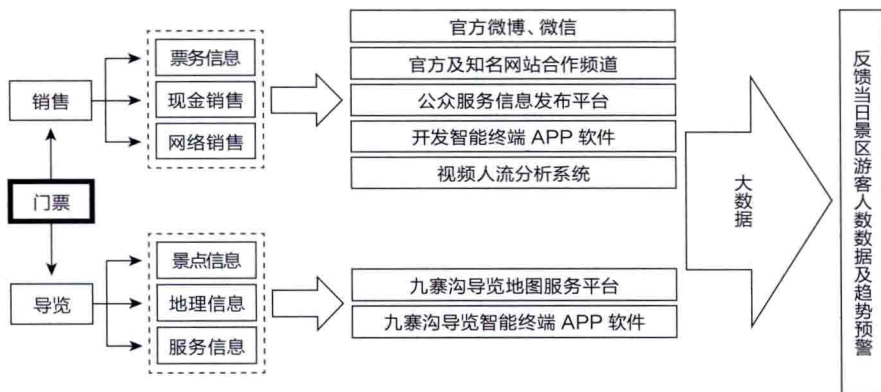 官方微博、微信
票务信息
官方及知名网站合作频道
销售
现金销售
公众服务信息发布平台
网络销售
开发智能终端 APP 软件
视频人流分析系统
门票
大数据
反馈当日景区游客人数数据及趋势预警
景点信息
导览
地理信息
九寨沟导览地图服务平台
服务信息
九寨沟导览智能终端 APP 软件